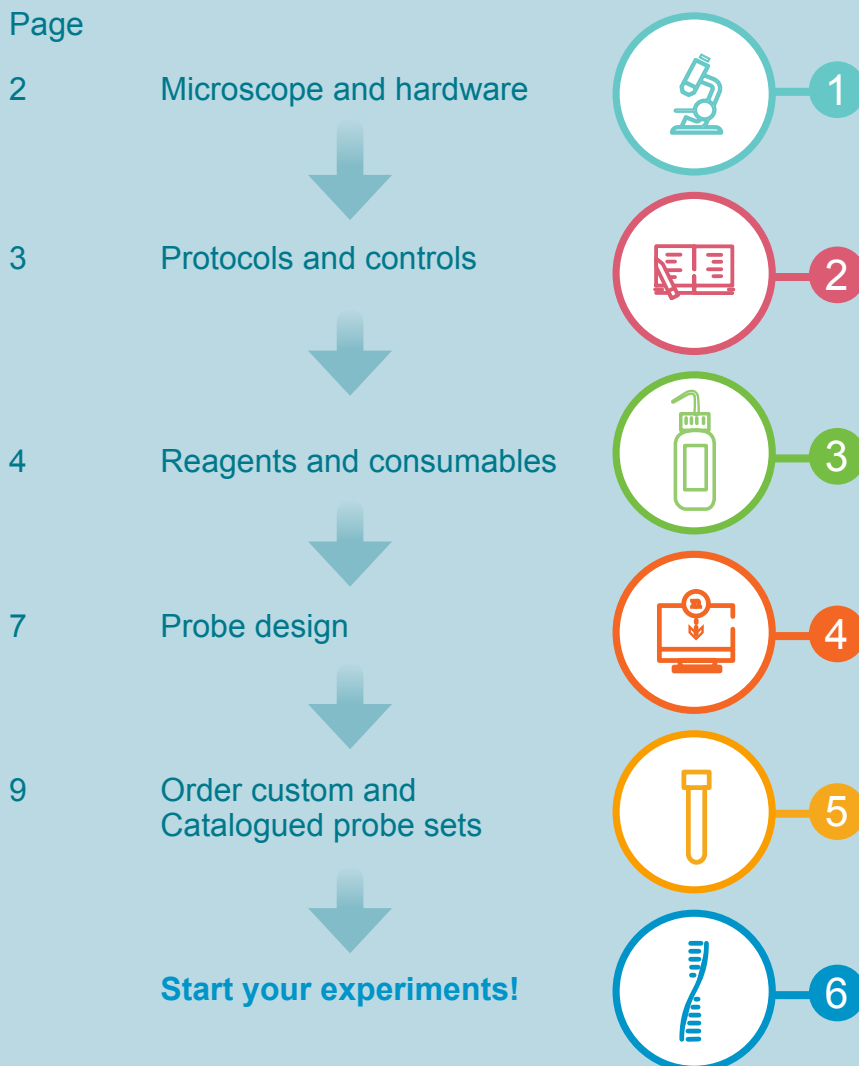 Page
2 Microscope and hardware 1
3 Protocols and controls 2
4 Reagents and consumables 3
7 Probe design 4
9 Order custom and
Catalogued probe sets 5
Start your experiments! 6